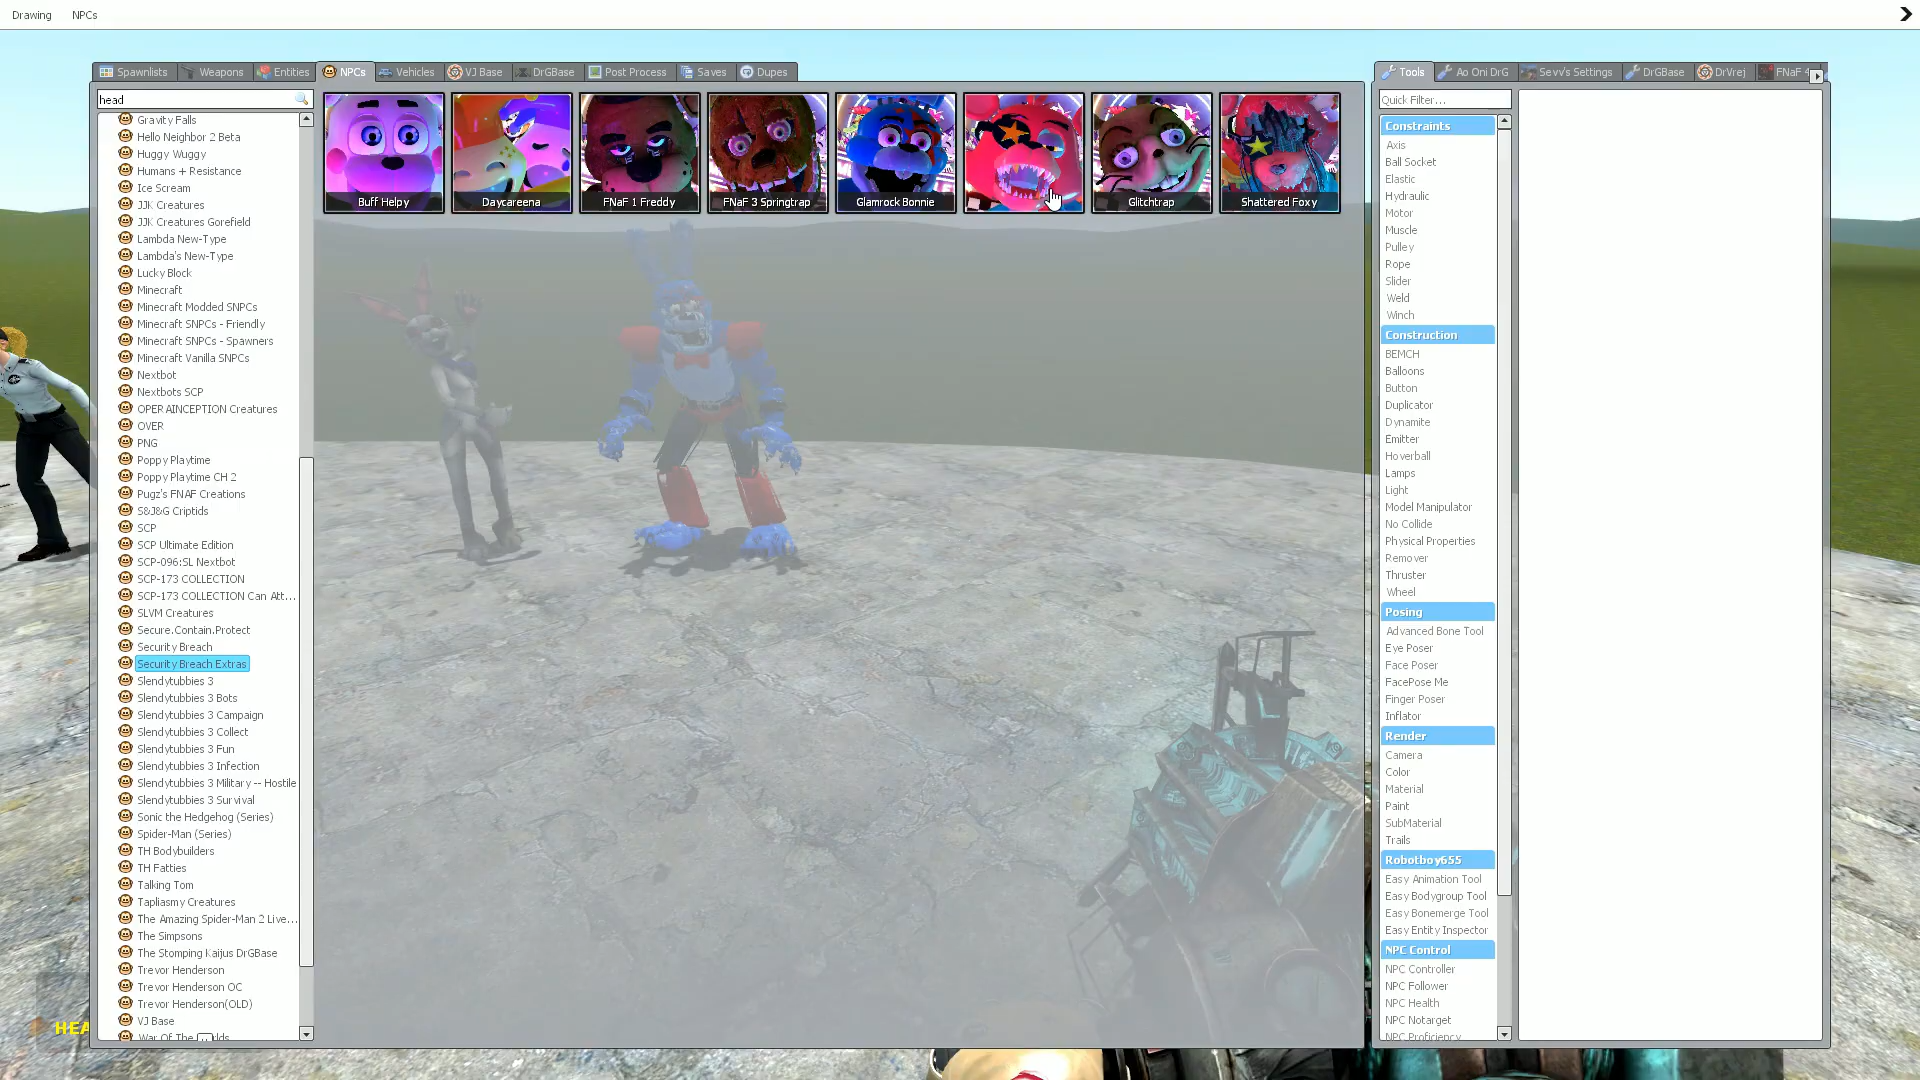 Drawing NPCs
Spawnlists Weapons Entities NPCs Vehicles VJ Base DrGBase Post Process Saves Dupes
head
Gravity Falls
Hello Neighbor 2 Beta
Huggy Wuggy
Humans + Resistance
Ice Scream
JJK Creatures
JJK Creatures Gorefield
Lambda New-Type
Lambda's New-Type
Lucky Block
Minecraft
Minecraft Modded SNPCs
Minecraft SNPCs - Friendly
Minecraft SNPCs - Spawners
Minecraft Vanilla SNPCs
Nextbot
Nextbots SCP
OPERAINCEPTION Creatures
OVER
PNG
Poppy Playtime
Poppy Playtime CH 2
Pugz's FNAF Creations
S&J&G Criptids
SCP
SCP Ultimate Edition
SCP-096:SL Nextbot
SCP-173 COLLECTION
SCP-173 COLLECTION Can Att...
SLVM Creatures
Secure.Contain.Protect
Security Breach
Security Breach Extras
Slendytubbies 3
Slendytubbies 3 Bots
Slendytubbies 3 Campaign
Slendytubbies 3 Collect
Slendytubbies 3 Fun
Slendytubbies 3 Infection
Slendytubbies 3 Military -- Hostile
Slendytubbies 3 Survival
Sonic the Hedgehog (Series)
Spider-Man (Series)
TH Bodybuilders
TH Fatties
Talking Tom
Tapliasmy Creatures
The Amazing Spider-Man 2 Live...
The Simpsons
The Stomping Kaijus DrGBase
Trevor Henderson
Trevor Henderson OC
Trevor Henderson(OLD)
VJ Base
War Of The
HEA
Buff Helpy
Daycareena
FNaF 1 Freddy
FNaF 3 Springtrap
Glamrock Bonnie
Glitchtrap
Shattered Foxy
Tools Ao Oni DrG Sevv's Settings DrGBase DrVrej FNaF
Quick Filter...
Constraints
Axis
Ball Socket
Elastic
Hydraulic
Motor
Muscle
Pulley
Rope
Slider
Weld
Winch
Construction
BEMCH
Balloons
Button
Duplicator
Dynamite
Emitter
Hoverball
Lamps
Light
Model Manipulator
No Collide
Physical Properties
Remover
Thruster
Wheel
Posing
Advanced Bone Tool
Eye Poser
Face Poser
FacePose Me
Finger Poser
Inflator
Render
Camera
Color
Material
Paint
SubMaterial
Trails
Robotboy655
Easy Animation Tool
Easy Bodygroup Tool
Easy Bonemerge Tool
Easy Entity Inspector
NPC Control
NPC Controller
NPC Follower
NPC Health
NPC Notarget
NPC Proficiency